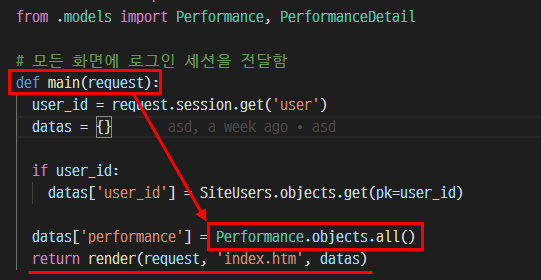 from .models import Performance, PerformanceDetail
# 모든 화면에 로그인 세션을 전달함
def main(request):
user_id = request.session.get('user')
datas = {} asd, a week ago • asd
if user_id:
datas['user_id'] = SiteUsers.objects.get(pk=user_id)
datas['performance'] = Performance.objects.all()
return render(request, 'index.htm', datas)